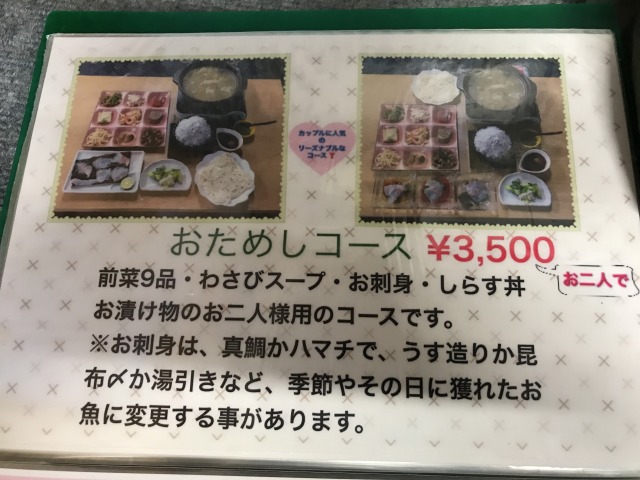 カップルに人気
の
リーズナブルな
コース❣
おためしコース ¥3,500
お二人で
前菜9品・わさびスープ・お刺身・しらす丼
お漬け物のお二人様用のコースです。
※お刺身は、真鯛かハマチで、うす造りか昆
布〆か湯引きなど、季節やその日に獲れたお
魚に変更する事があります。